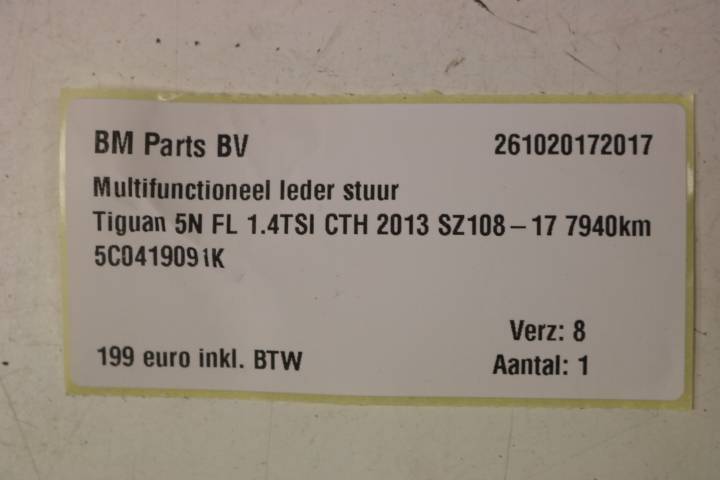 BM Parts BV 261020172017
Multifunctioneel leder stuur
Tiguan 5N FL 1.4TSI CTH 2013 SZ108-17 7940km
5C0419091K
Verz: 8
199 euro inkl. BTW Aantal: 1